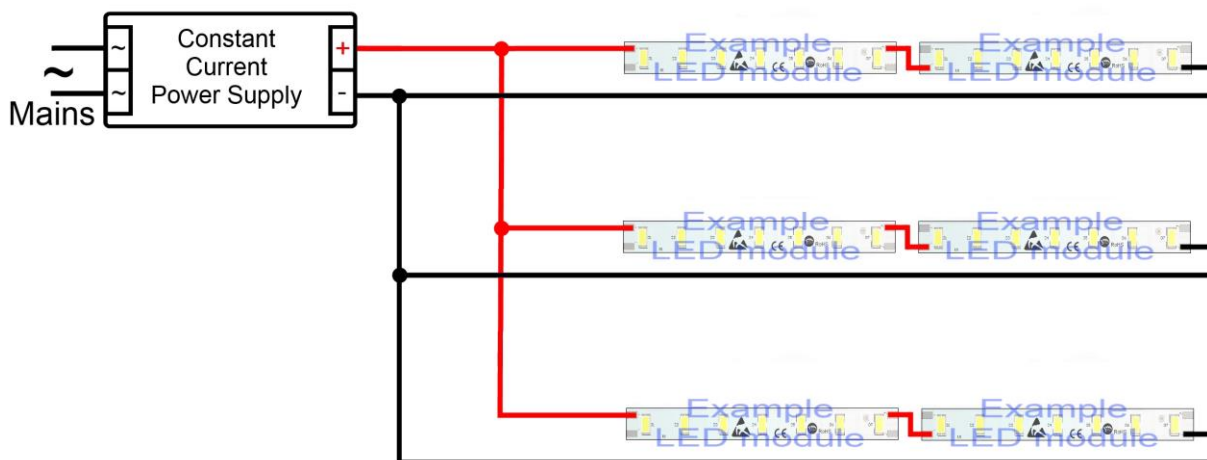 Constant
Current
Power Supply
~
~
+
-
~
Mains
Example
LED module
Example
LED module
Example
LED module
Example
LED module
Example
LED module
Example
LED module